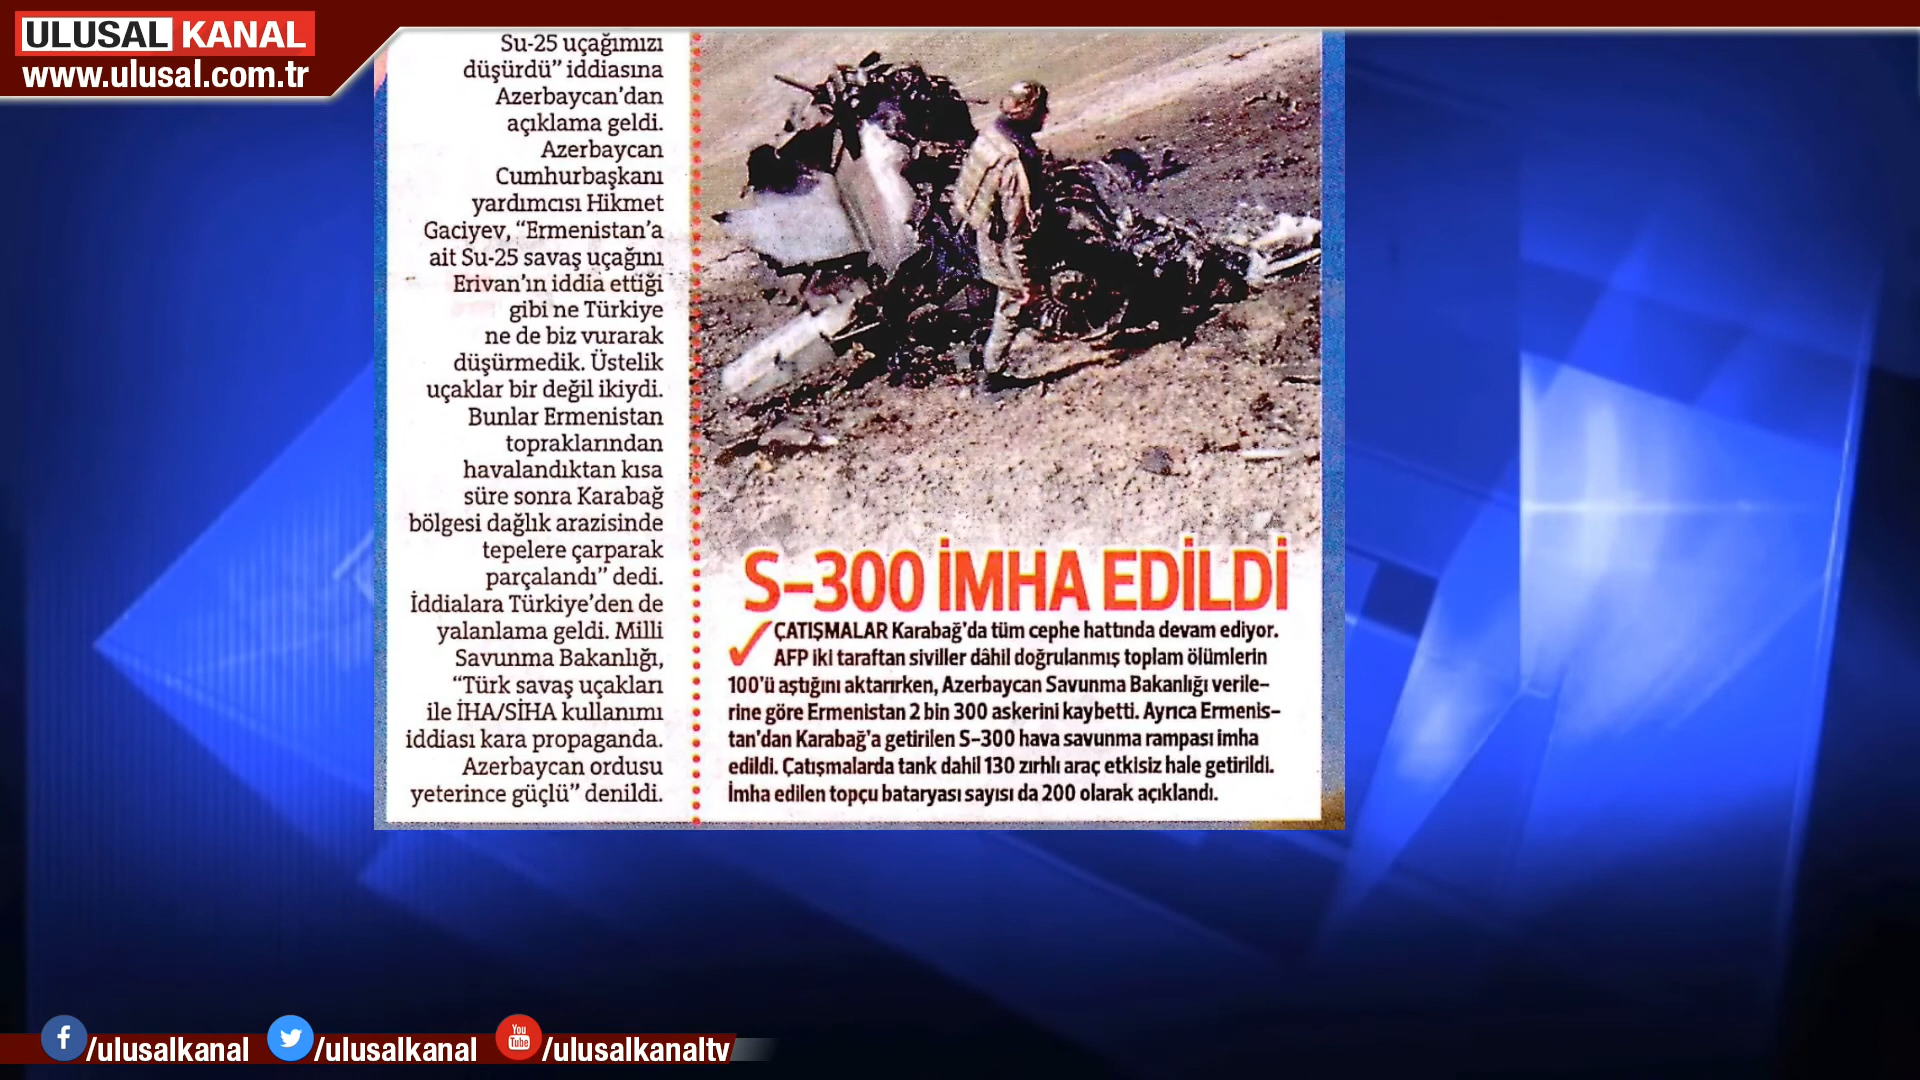 ULUSAL KANAL
www.ulusal.com.tr
Su-25 uçağımızı
düşürdü” iddiasına
Azerbaycan’dan
açıklama geldi.
Azerbaycan
Cumhurbaşkanı
yardımcısı Hikmet
Gaciyev, “Ermenistan’a
ait Su-25 savaş uçağını
Erivan’ın iddia ettiği
gibi ne Türkiye
ne de biz vurarak
düşürmedik. Üstelik
uçaklar bir değil ikiydi.
Bunlar Ermenistan
topraklarından
havalandıktan kısa
süre sonra Karabağ
bölgesi dağlık arazisinde
tepelere çarparak
parçalandı” dedi.
İddialara Türkiye’den de
yalanlama geldi. Milli
Savunma Bakanlığı,
“Türk savaş uçakları
ile İHA/SİHA kullanımı
iddiası kara propaganda.
Azerbaycan ordusu
yeterince güçlü” denildi.
S-300 İMHA EDİLDİ
ÇATIŞMALAR Karabağ’da tüm cephe hattında devam ediyor.
AFP iki taraftan siviller dâhil doğrulanmış toplam ölümlerin
100’ü aştığını aktarırken, Azerbaycan Savunma Bakanlığı verile-
rine göre Ermenistan 2 bin 300 askerini kaybetti. Ayrıca Ermenis-
tan’dan Karabağ’a getirilen S-300 hava savunma rampası imha
edildi. Çatışmalarda tank dahil 130 zırhlı araç etkisiz hale getirildi.
İmha edilen topçu bataryası sayısı da 200 olarak açıklandı.
f /ulusalkanal /ulusalkanal You Tube /ulusalkanaltv